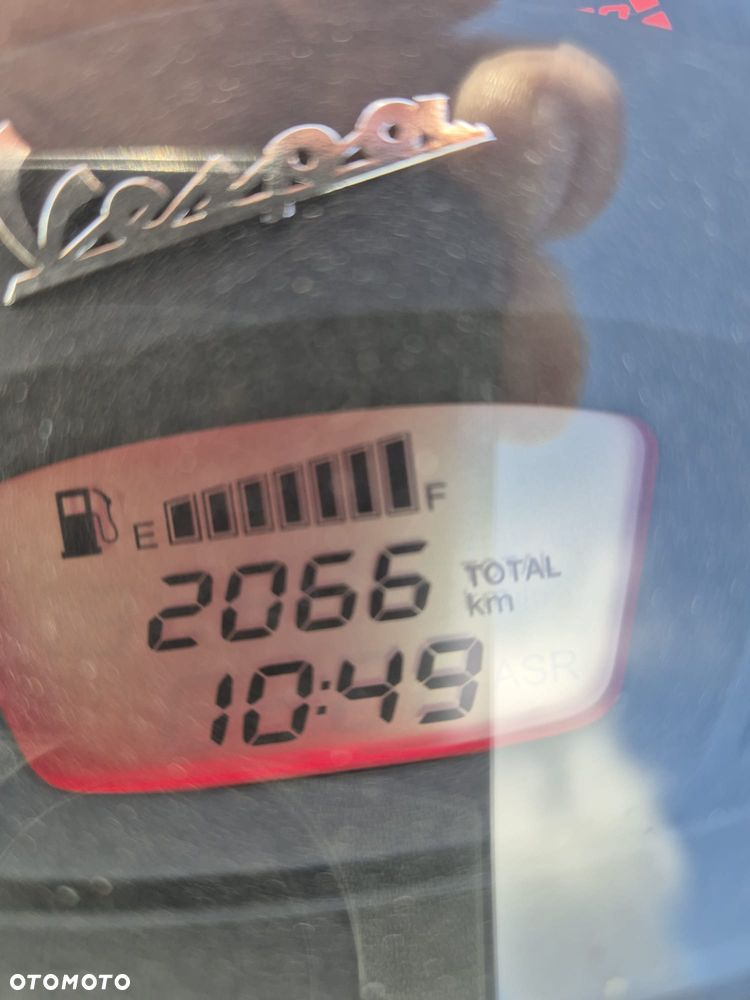 Vespa
E F
2066 TOTAL km
10:49 ASR
OTOMOTO